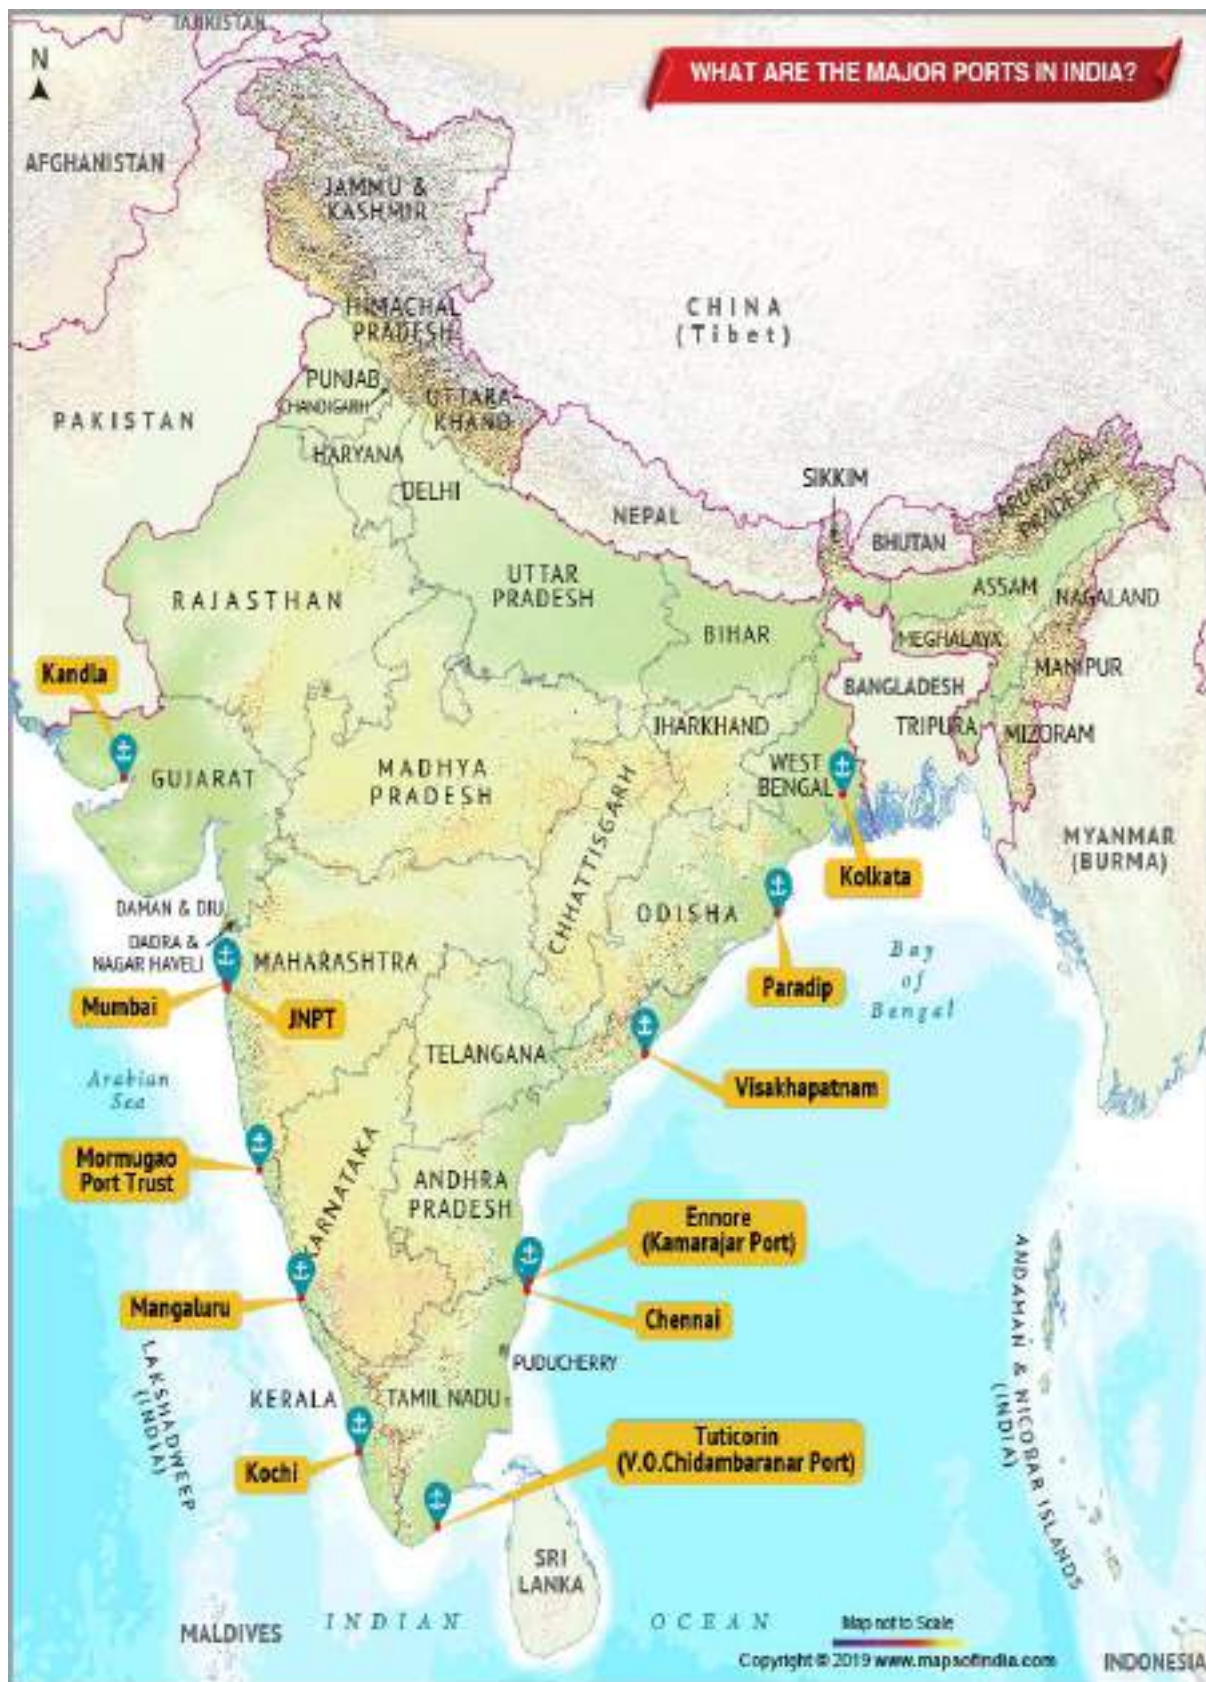 TAJIKISTAN
N
WHAT ARE THE MAJOR PORTS IN INDIA?
AFGHANISTAN
JAMMU &
KASHMIR
HIMACHAL
PRADESH
CHINA
(Tibet)
PUNJAB
CHANDIGARH
UTTARA-
KHAND
PAKISTAN
HARYANA
DELHI
SIKKIM
ARUNACHAL
PRADESH
NEPAL
BHUTAN
UTTAR
PRADESH
ASSAM
NAGALAND
RAJASTHAN
BIHAR
MEGHALAYA
MANIPUR
Kandla
BANGLADESH
JHARKHAND
TRIPURA
MIZORAM
GUJARAT
MADHYA
PRADESH
WEST
BENGAL
CHHATTISGARH
MYANMAR
(BURMA)
Kolkata
DAMAN & DIU
ODISHA
DADRA &
NAGAR HAVELI
MAHARASHTRA
Bay
of
Bengal
Paradip
Mumbai
JNPT
TELANGANA
Arabian
Sea
Visakhapatnam
Mormugao
Port Trust
KARNATAKA
ANDHRA
PRADESH
Ennore
(Kamarajar Port)
Mangaluru
Chennai
PUDUCHERRY
LAKSHADWEEP
(INDIA)
KERALA
TAMIL NADU
ANDAMAN & NICOBAR ISLANDS
(INDIA)
Tuticorin
(V.O.Chidambaranar Port)
Kochi
SRI
LANKA
INDIAN OCEAN
MALDIVES
Map not to Scale
Copyright © 2019 www.mapsofindia.com
INDONESIA